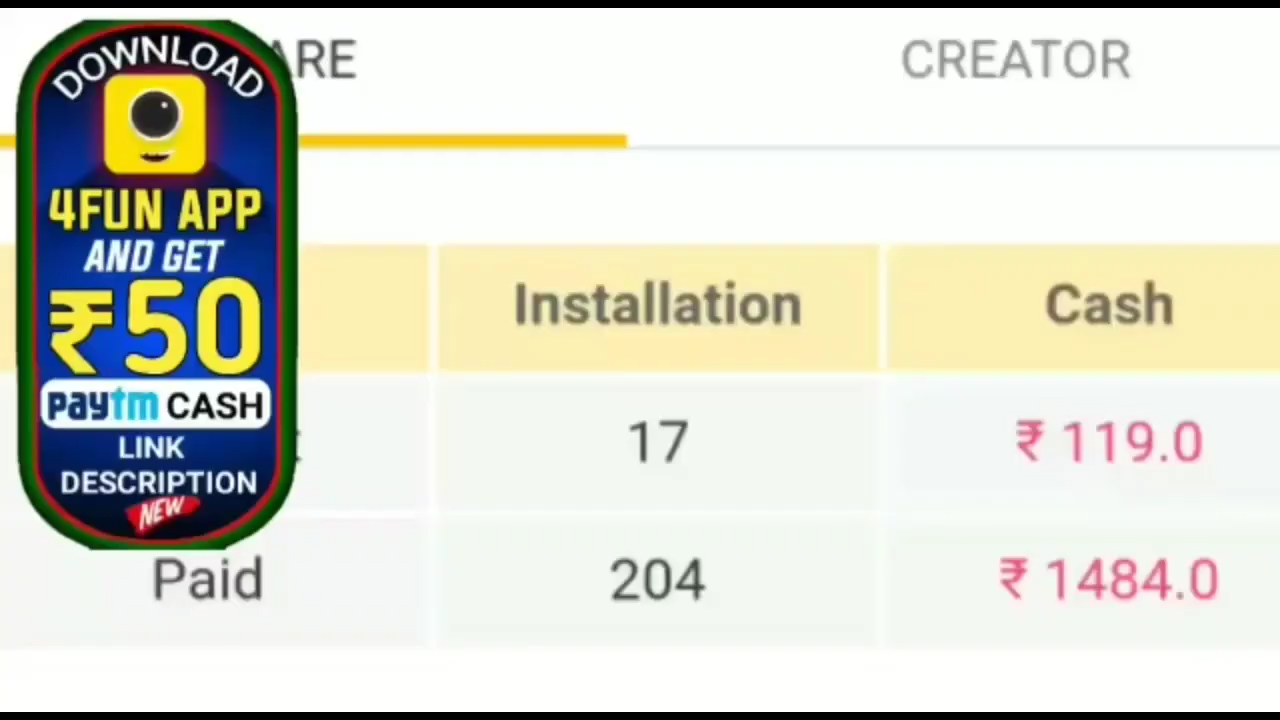 DOWNLOAD
4FUN APP
AND GET
₹50
paytm CASH
LINK
DESCRIPTION
NEW
CREATOR
Installation Cash
17 ₹ 119.0
Paid 204 ₹ 1484.0